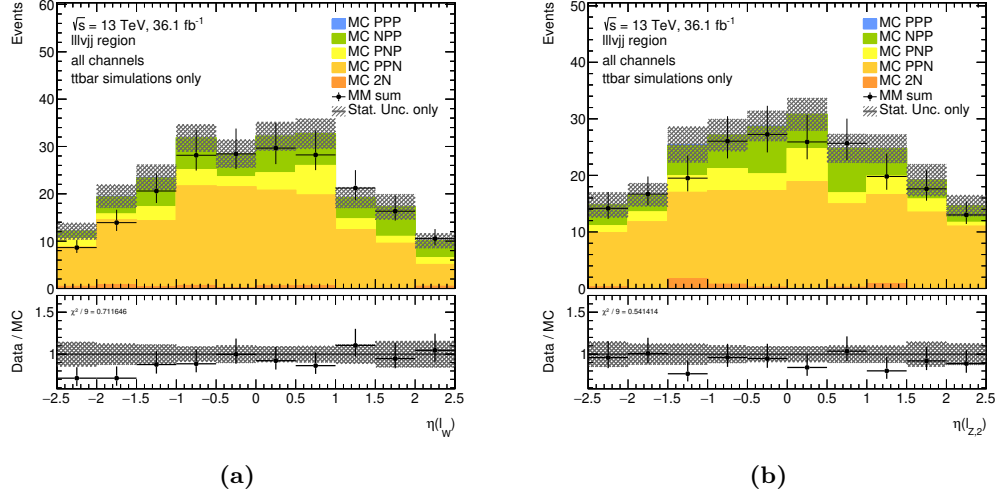 Events
60
50
40
30
20
10
0
√s = 13 TeV, 36.1 fb⁻¹
lllνjj region
all channels
ttbar simulations only
MC PPP
MC NPP
MC PNP
MC PPN
MC 2N
MM sum
Stat. Unc. only
Data / MC
1.5
1
0.5
χ² / 9 = 0.711646
−2.5 −2 −1.5 −1 −0.5 0 0.5 1 1.5 2 2.5
η(l_W)
(a)
Events
50
40
30
20
10
0
√s = 13 TeV, 36.1 fb⁻¹
lllνjj region
all channels
ttbar simulations only
MC PPP
MC NPP
MC PNP
MC PPN
MC 2N
MM sum
Stat. Unc. only
Data / MC
1.5
1
0.5
χ² / 9 = 0.541414
−2.5 −2 −1.5 −1 −0.5 0 0.5 1 1.5 2 2.5
η(l_Z,2)
(b)